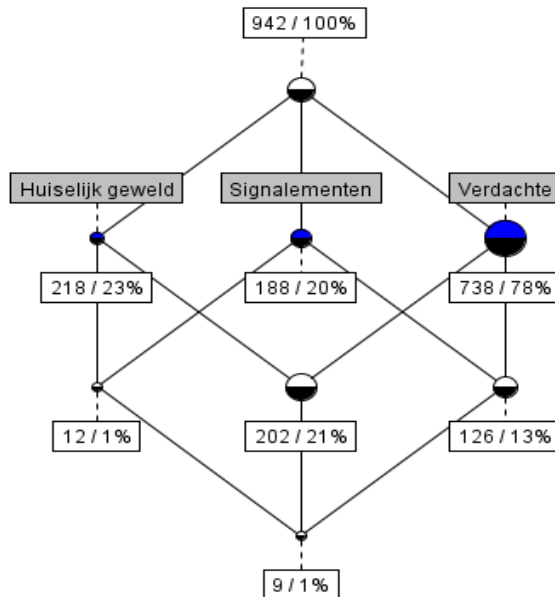 942 / 100%
Huiselijk geweld
Signalementen
Verdachte
218 / 23%
188 / 20%
738 / 78%
12 / 1%
202 / 21%
126 / 13%
9 / 1%